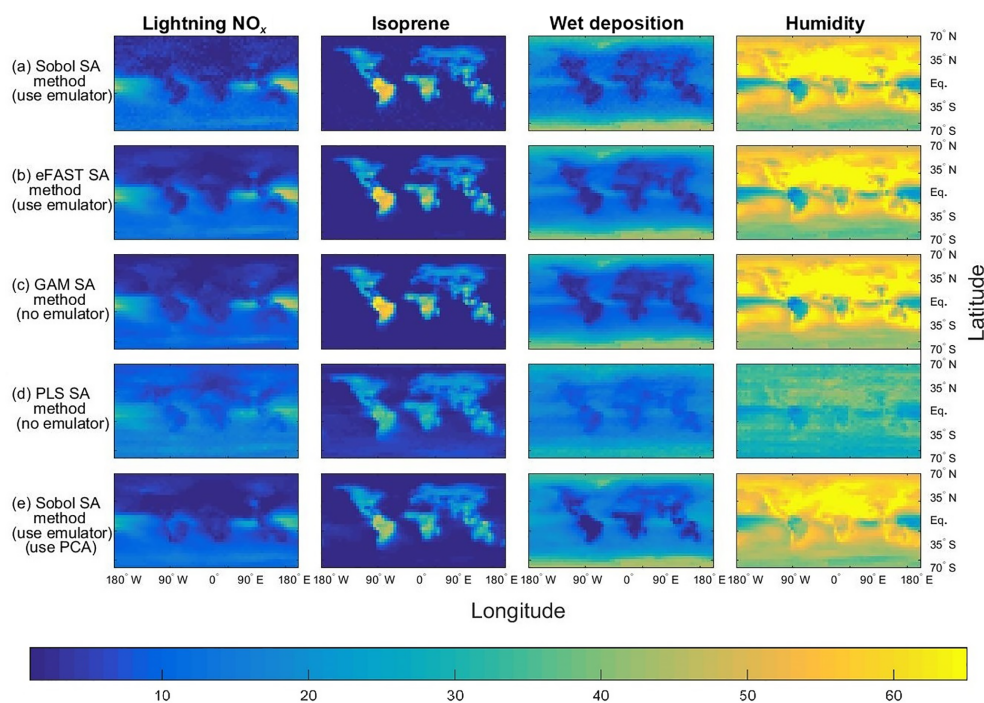 Lightning NOx Isoprene Wet deposition Humidity
(a) Sobol SA
method
(use emulator)
70° N
35° N
Eq.
35° S
70° S
(b) eFAST SA
method
(use emulator)
70° N
35° N
Eq.
35° S
70° S
(c) GAM SA
method
(no emulator)
70° N
35° N
Eq.
35° S
70° S
(d) PLS SA
method
(no emulator)
70° N
35° N
Eq.
35° S
70° S
(e) Sobol SA
method
(use emulator)
(use PCA)
70° N
35° N
Eq.
35° S
70° S
Latitude
180° W 90° W 0° 90° E 180° E 180° W 90° W 0° 90° E 180° E 180° W 90° W 0° 90° E 180° E 180° W 90° W 0° 90° E 180° E
Longitude
10 20 30 40 50 60